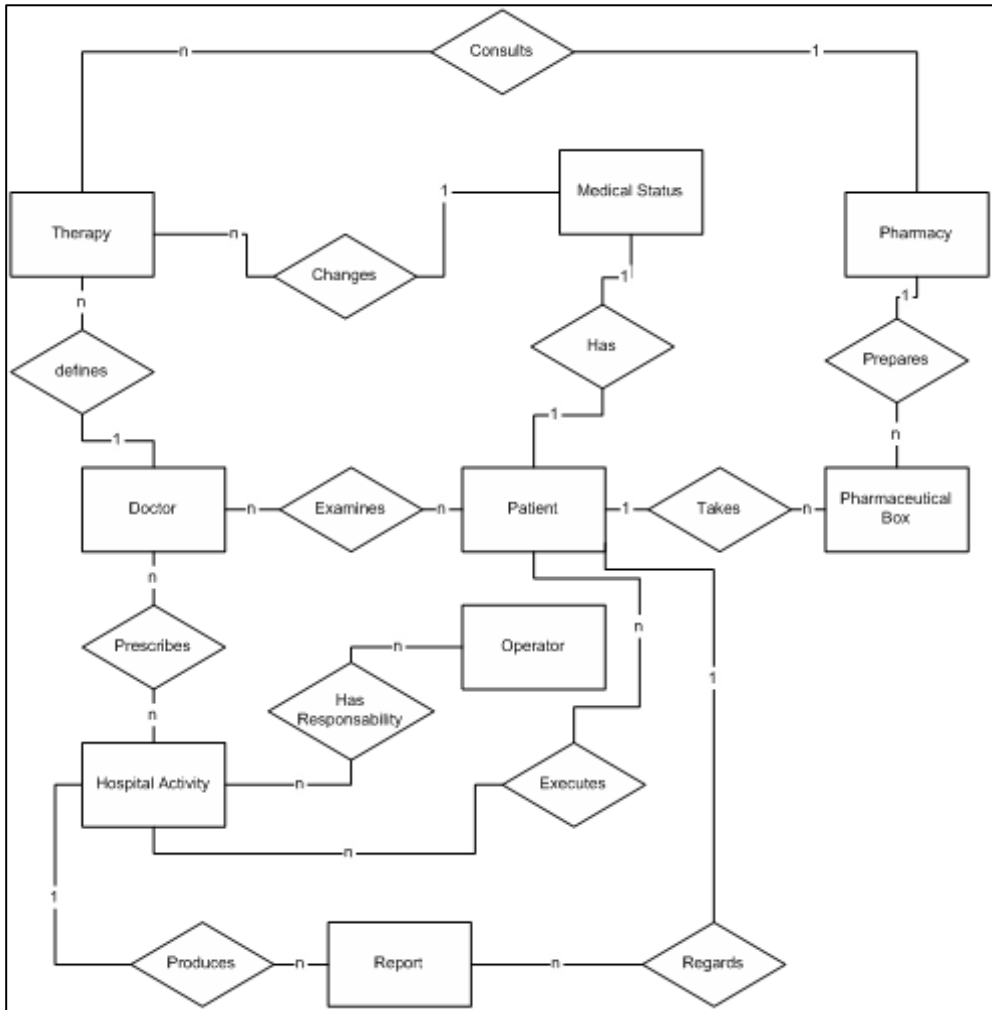 Consults
n
1
Medical Status
1
Therapy
n
Changes
Pharmacy
n
1
1
defines
Has
Prepares
1
1
n
Doctor
n
Examines
n
Patient
1
Takes
n
Pharmaceutical
Box
n
Prescribes
n
Operator
n
Has
Responsability
1
n
Hospital Activity
n
Executes
n
1
Produces
n
Report
n
Regards